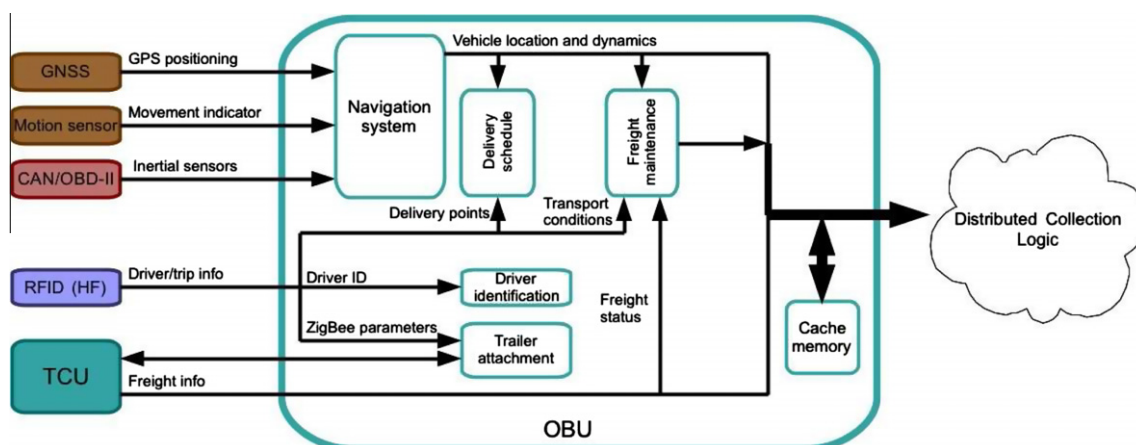 GNSS
GPS positioning
Motion sensor
Movement indicator
CAN/OBD-II
Inertial sensors
Navigation
system
Vehicle location and dynamics
Delivery
schedule
Freight
maintenance
Delivery points
Transport
conditions
RFID (HF)
Driver/trip info
Driver ID
Driver
identification
ZigBee parameters
Trailer
attachment
TCU
Freight info
Freight
status
Cache
memory
OBU
Distributed Collection
Logic